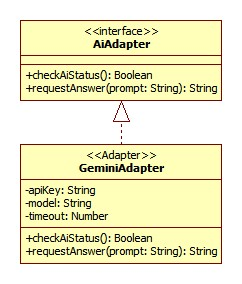 <<interface>>
AiAdapter
+checkAiStatus(): Boolean
+requestAnswer(prompt: String): String
<<Adapter>>
GeminiAdapter
-apiKey: String
-model: String
-timeout: Number
+checkAiStatus(): Boolean
+requestAnswer(prompt: String): String